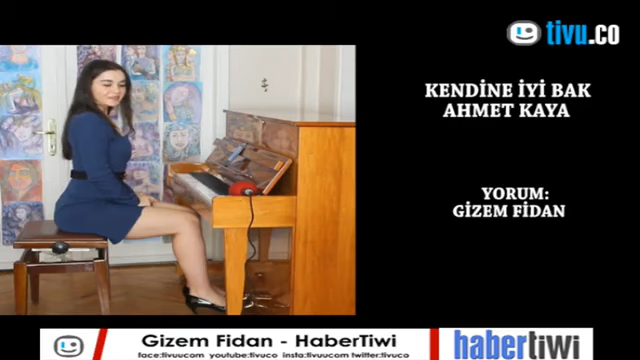 tivu.co
KENDİNE İYİ BAK
AHMET KAYA
YORUM:
GİZEM FİDAN
Gizem Fidan - HaberTiwi
face:tivuucom youtube:tivuco insta:tivuucom twitter:tivuco
habertiwi